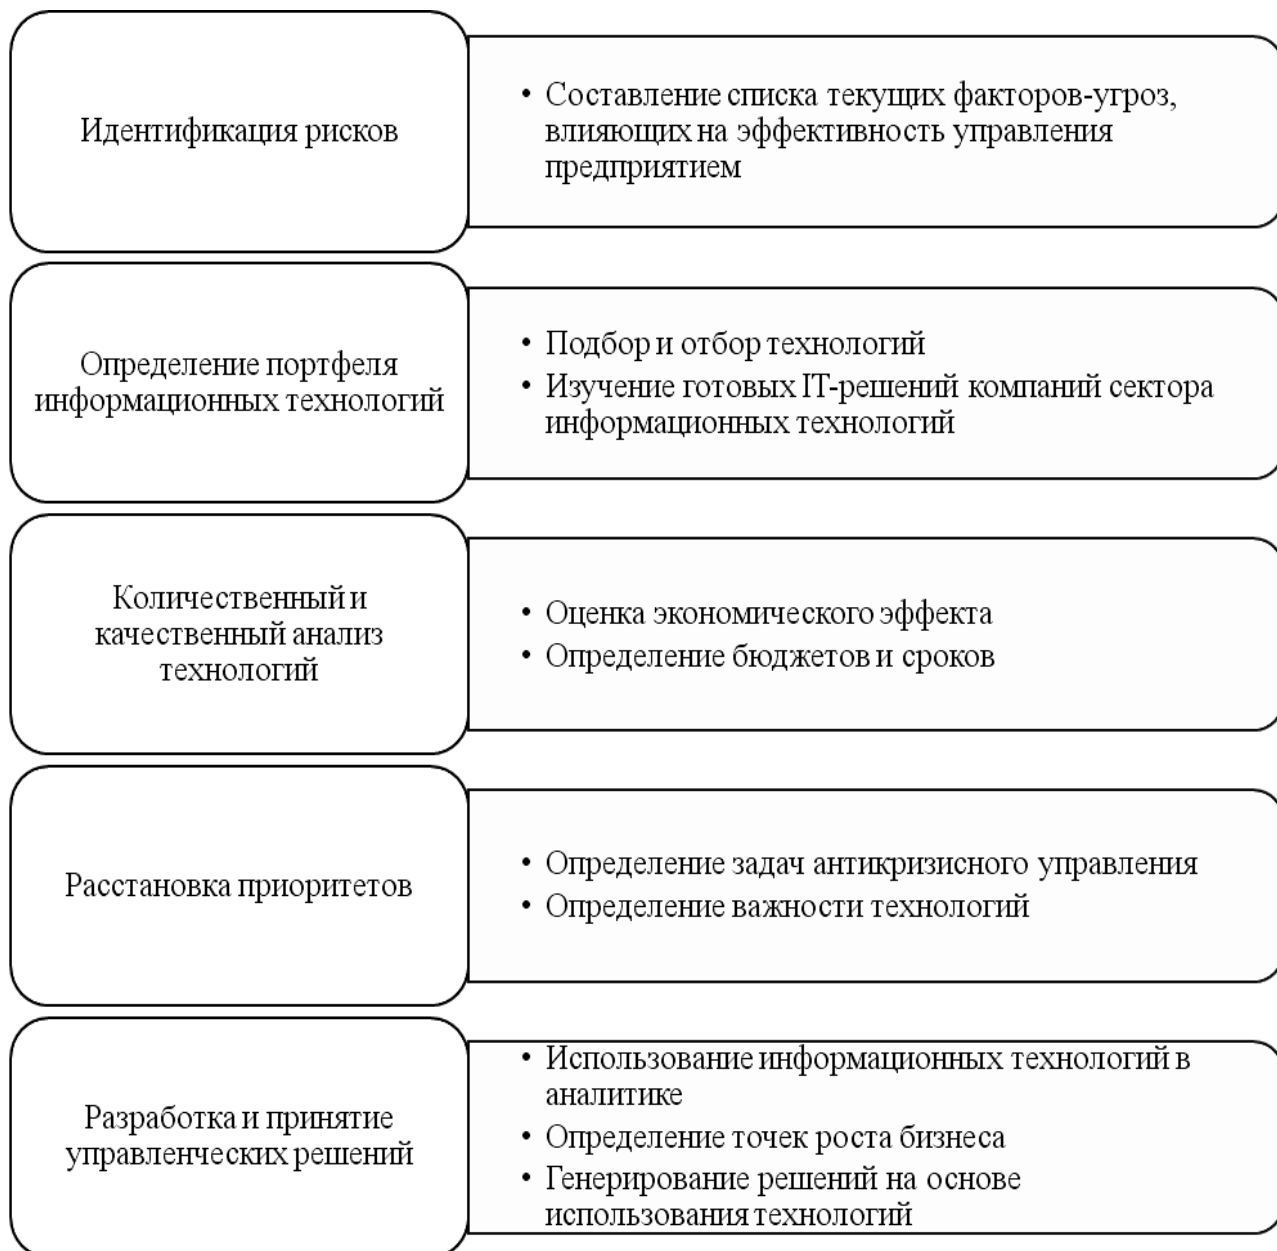 Идентификация рисков
• Составление списка текущих факторов-угроз,
влияющих на эффективность управления
предприятием
Определение портфеля
информационных технологий
• Подбор и отбор технологий
• Изучение готовых IT-решений компаний сектора
информационных технологий
Количественный и
качественный анализ
технологий
• Оценка экономического эффекта
• Определение бюджетов и сроков
Расстановка приоритетов
• Определение задач антикризисного управления
• Определение важности технологий
Разработка и принятие
управленческих решений
• Использование информационных технологий в
аналитике
• Определение точек роста бизнеса
• Генерирование решений на основе
использования технологий